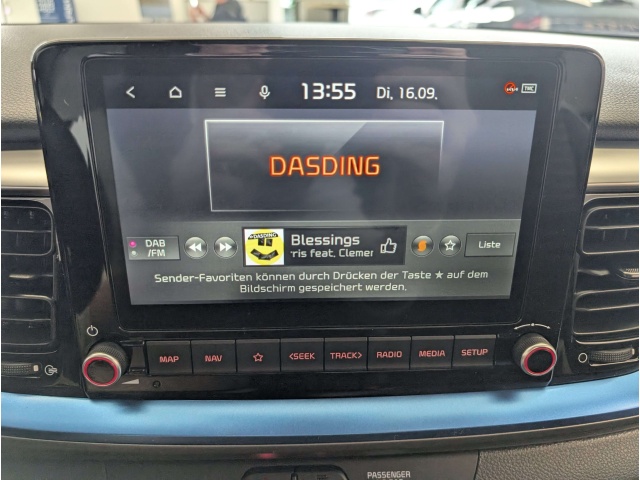 13:55 Di, 16.09. TMC
DASDING
DAB
/FM
DASDING
Blessings
ris feat. Clemer
Liste
Sender-Favoriten können durch Drücken der Taste ★ auf dem
Bildschirm gespeichert werden.
MAP NAV ☆ <SEEK TRACK> RADIO MEDIA SETUP
PASSENGER